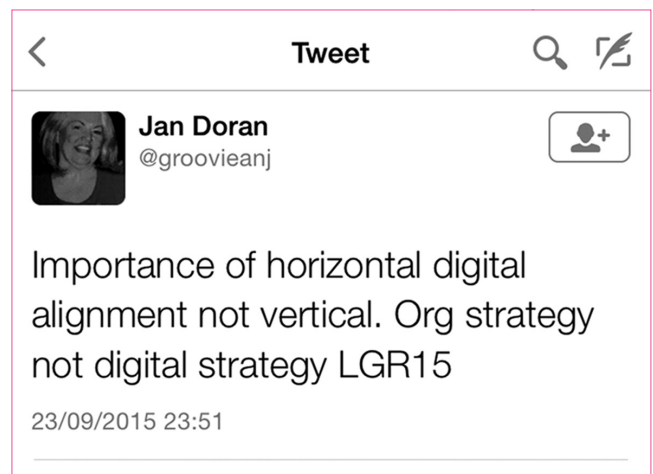 Tweet
Jan Doran
@groovieanj
Importance of horizontal digital
alignment not vertical. Org strategy
not digital strategy LGR15
23/09/2015 23:51